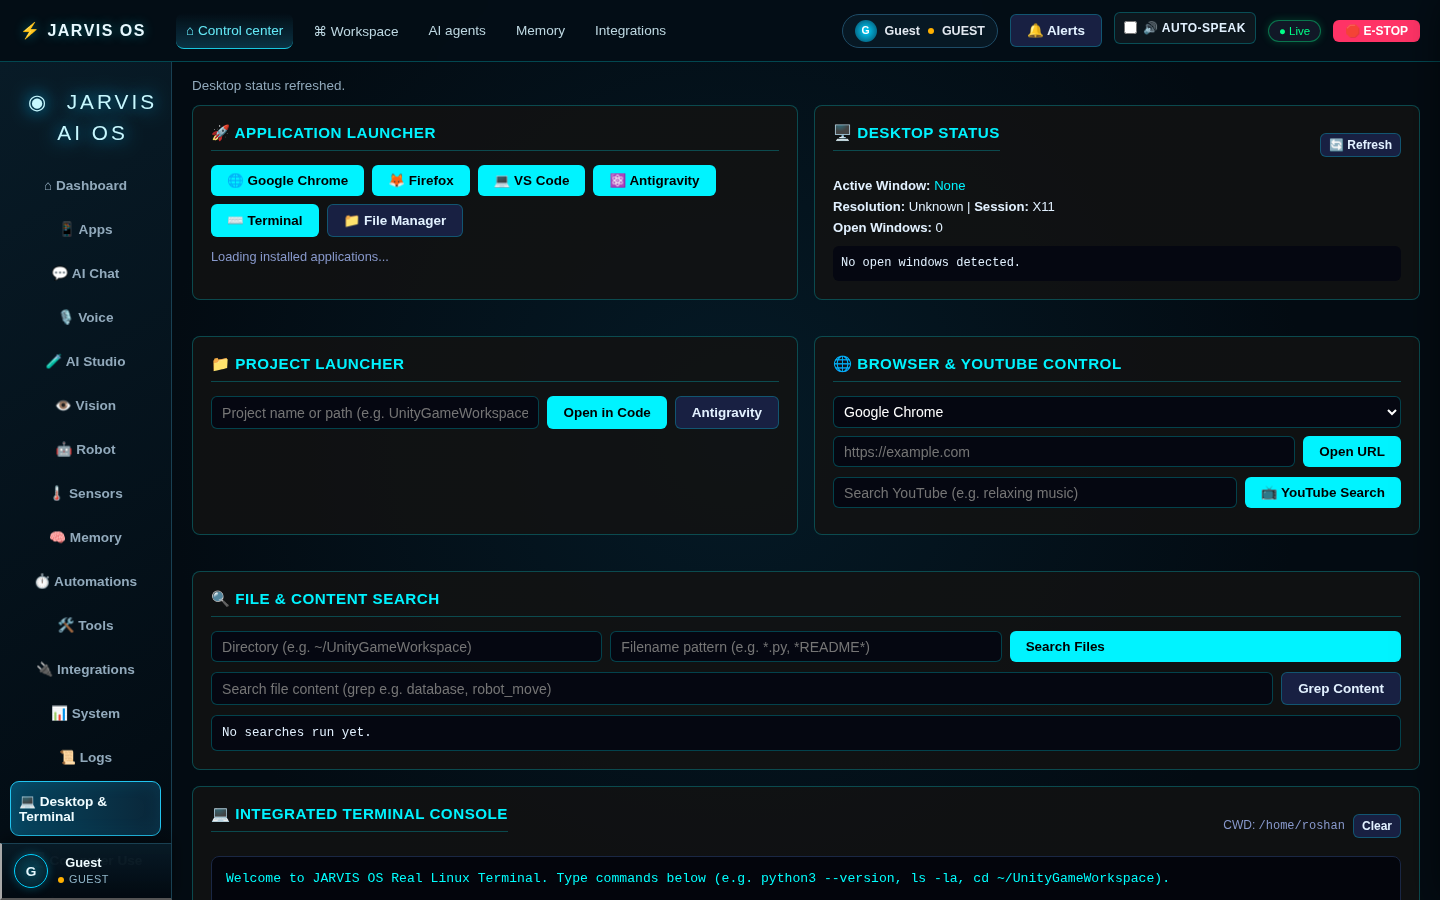 ⚡ JARVIS OS
⌂ Control center
⌘ Workspace
AI agents
Memory
Integrations
G Guest ● GUEST
🔔 Alerts
🔊 AUTO-SPEAK
● Live
🛑 E-STOP
◉ JARVIS
AI OS
⌂ Dashboard
📱 Apps
💬 AI Chat
🎙️ Voice
🧪 AI Studio
👁️ Vision
🤖 Robot
🌡️ Sensors
🧠 Memory
⏱️ Automations
🛠️ Tools
🔌 Integrations
📊 System
📜 Logs
💻 Desktop &
Terminal
G Guest
● GUEST
Desktop status refreshed.
🚀 APPLICATION LAUNCHER
🌐 Google Chrome
🦊 Firefox
💻 VS Code
⚛️ Antigravity
⌨️ Terminal
📁 File Manager
Loading installed applications...
🖥️ DESKTOP STATUS
🔄 Refresh
Active Window: None
Resolution: Unknown | Session: X11
Open Windows: 0
No open windows detected.
📁 PROJECT LAUNCHER
Project name or path (e.g. UnityGameWorkspace
Open in Code
Antigravity
🌐 BROWSER & YOUTUBE CONTROL
Google Chrome
https://example.com
Open URL
Search YouTube (e.g. relaxing music)
📺 YouTube Search
🔍 FILE & CONTENT SEARCH
Directory (e.g. ~/UnityGameWorkspace)
Filename pattern (e.g. *.py, *README*)
Search Files
Search file content (grep e.g. database, robot_move)
Grep Content
No searches run yet.
💻 INTEGRATED TERMINAL CONSOLE
CWD: /home/roshan
Clear
Welcome to JARVIS OS Real Linux Terminal. Type commands below (e.g. python3 --version, ls -la, cd ~/UnityGameWorkspace).